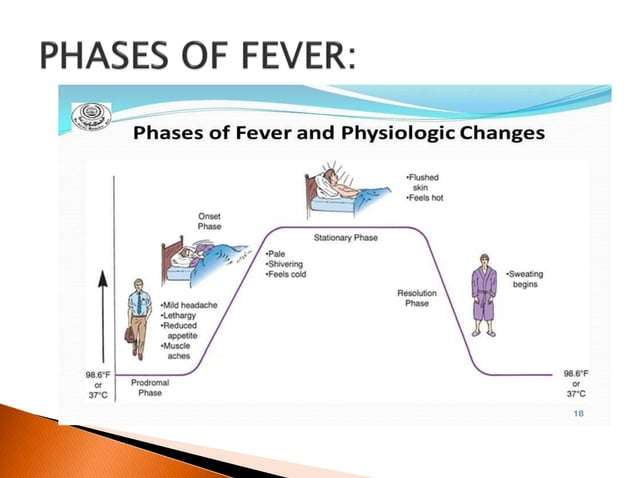 PHASES OF FEVER:
Phases of Fever and Physiologic Changes
•Flushed
skin
•Feels hot
Onset
Phase
Stationary Phase
•Pale
•Shivering
•Feels cold
•Sweating
begins
Resolution
Phase
•Mild headache
•Lethargy
•Reduced
appetite
•Muscle
aches
98.6°F
or
37°C
Prodromal
Phase
98.6°F
or
37°C
18